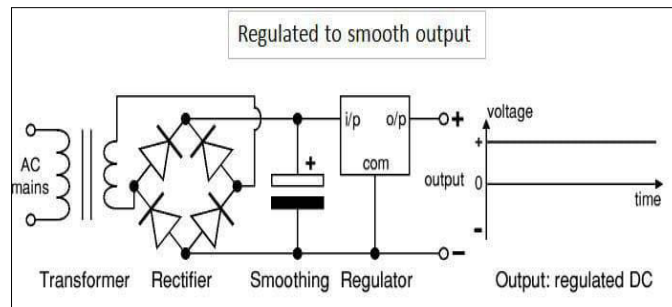 Regulated to smooth output
AC
mains
+
i/p
o/p
com
+
−
voltage
+
output
0
-
time
Transformer
Rectifier
Smoothing
Regulator
Output: regulated DC